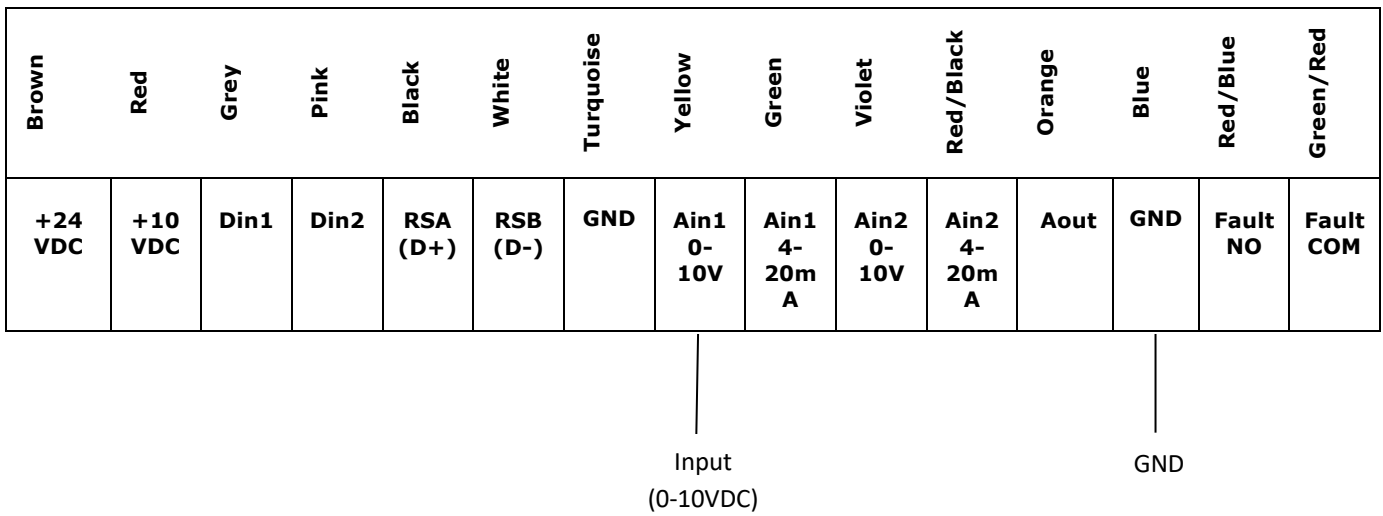 Brown Red Grey Pink Black White Turquoise Yellow Green Violet Red/Black Orange Blue Red/Blue Green/Red
+24 +10 Din1 Din2 RSA RSB GND Ain1 Ain1 Ain2 Ain2 Aout GND Fault Fault
VDC VDC (D+) (D-) 0- 4- 0- 4- NO COM
10V 20m 10V 20m
A A
Input GND
(0-10VDC)